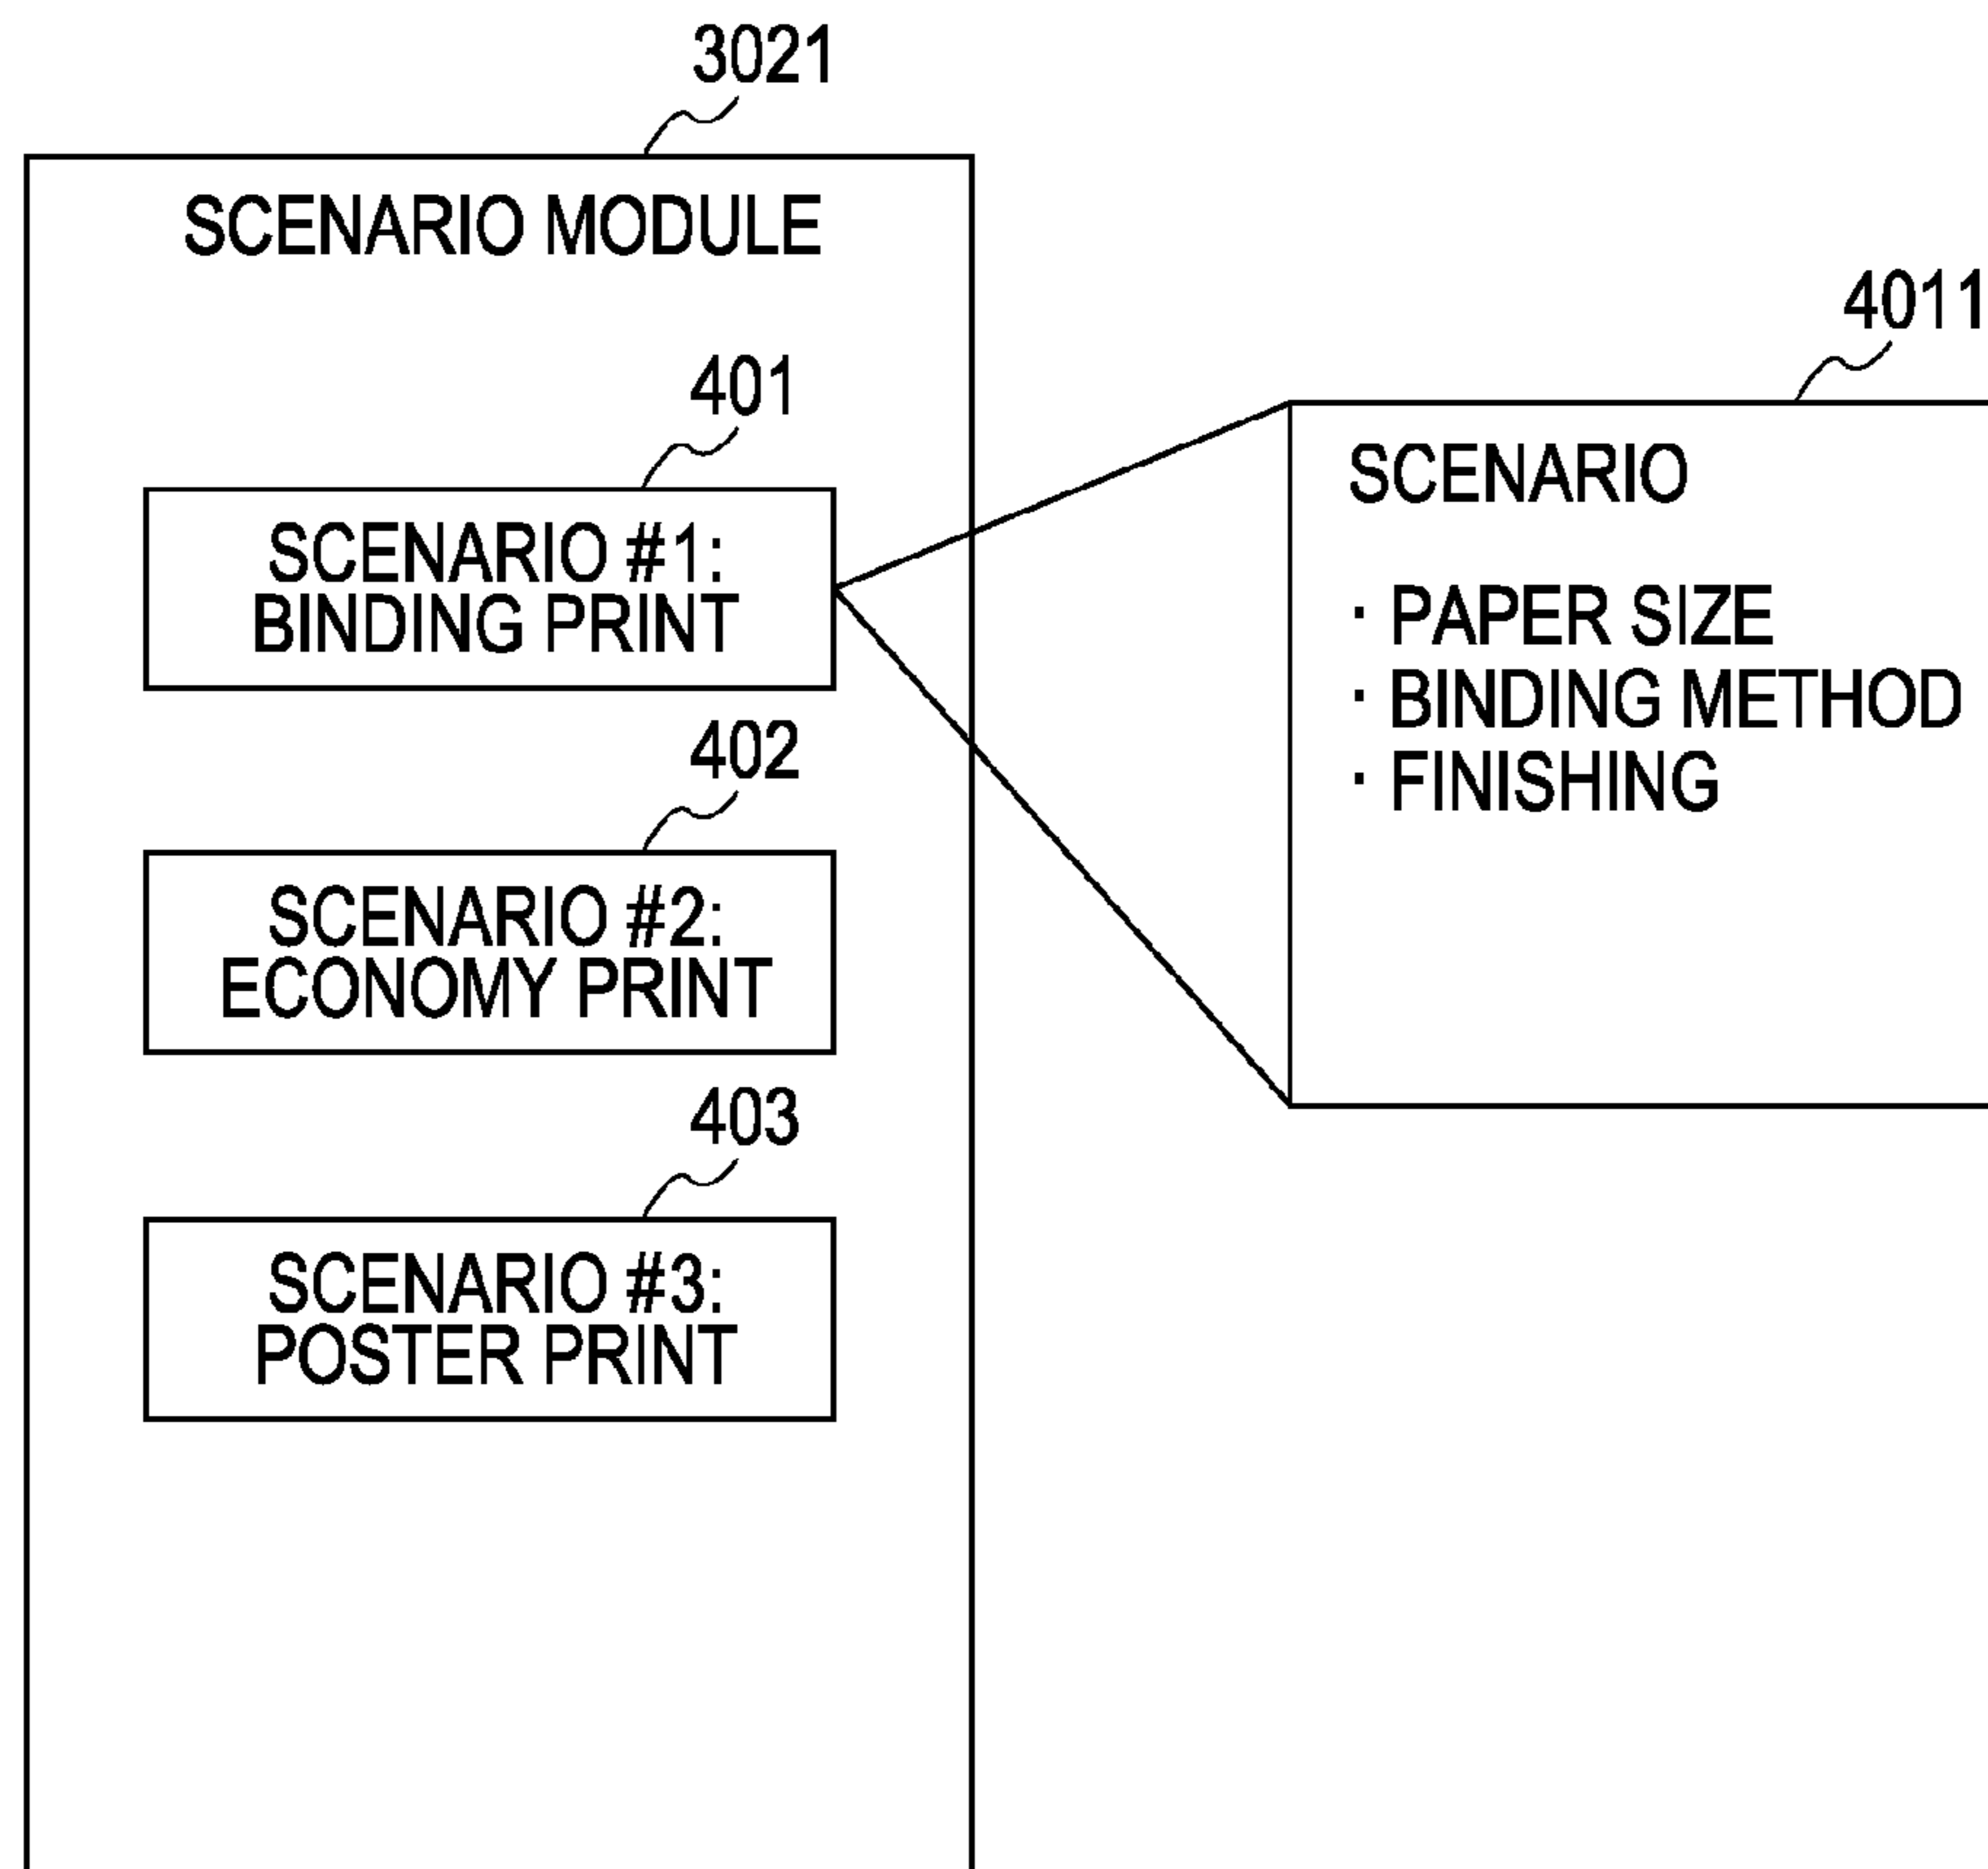 3021
SCENARIO MODULE
401
SCENARIO #1:
BINDING PRINT
402
SCENARIO #2:
ECONOMY PRINT
403
SCENARIO #3:
POSTER PRINT
4011
SCENARIO
· PAPER SIZE
· BINDING METHOD
· FINISHING